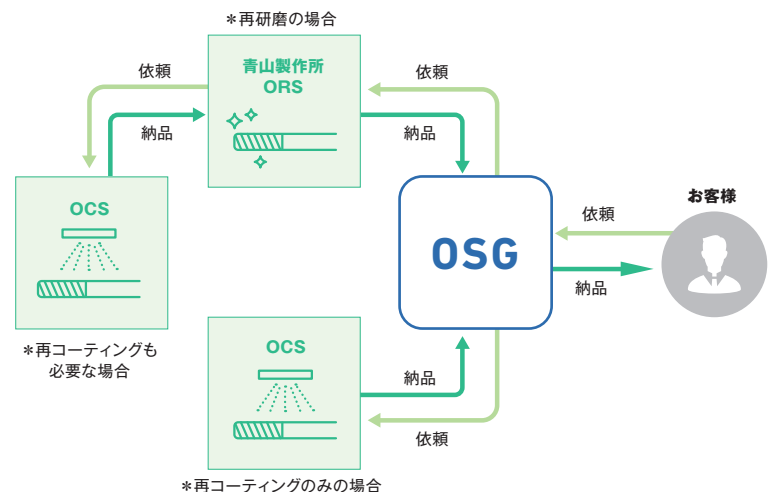 ＊再研磨の場合
青山製作所
ORS
依頼
納品
依頼
納品
OCS
＊再コーティングも
必要な場合
OSG
お客様
依頼
納品
OCS
納品
依頼
＊再コーティングのみの場合